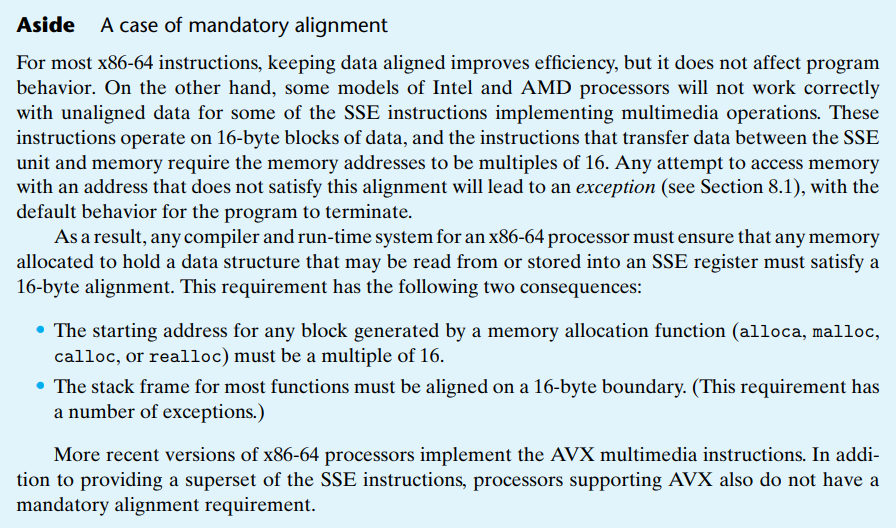 Aside A case of mandatory alignment
For most x86-64 instructions, keeping data aligned improves efficiency, but it does not affect program
behavior. On the other hand, some models of Intel and AMD processors will not work correctly
with unaligned data for some of the SSE instructions implementing multimedia operations. These
instructions operate on 16-byte blocks of data, and the instructions that transfer data between the SSE
unit and memory require the memory addresses to be multiples of 16. Any attempt to access memory
with an address that does not satisfy this alignment will lead to an exception (see Section 8.1), with the
default behavior for the program to terminate.
As a result, any compiler and run-time system for an x86-64 processor must ensure that any memory
allocated to hold a data structure that may be read from or stored into an SSE register must satisfy a
16-byte alignment. This requirement has the following two consequences:
• The starting address for any block generated by a memory allocation function (alloca, malloc,
calloc, or realloc) must be a multiple of 16.
• The stack frame for most functions must be aligned on a 16-byte boundary. (This requirement has
a number of exceptions.)
More recent versions of x86-64 processors implement the AVX multimedia instructions. In addi-
tion to providing a superset of the SSE instructions, processors supporting AVX also do not have a
mandatory alignment requirement.